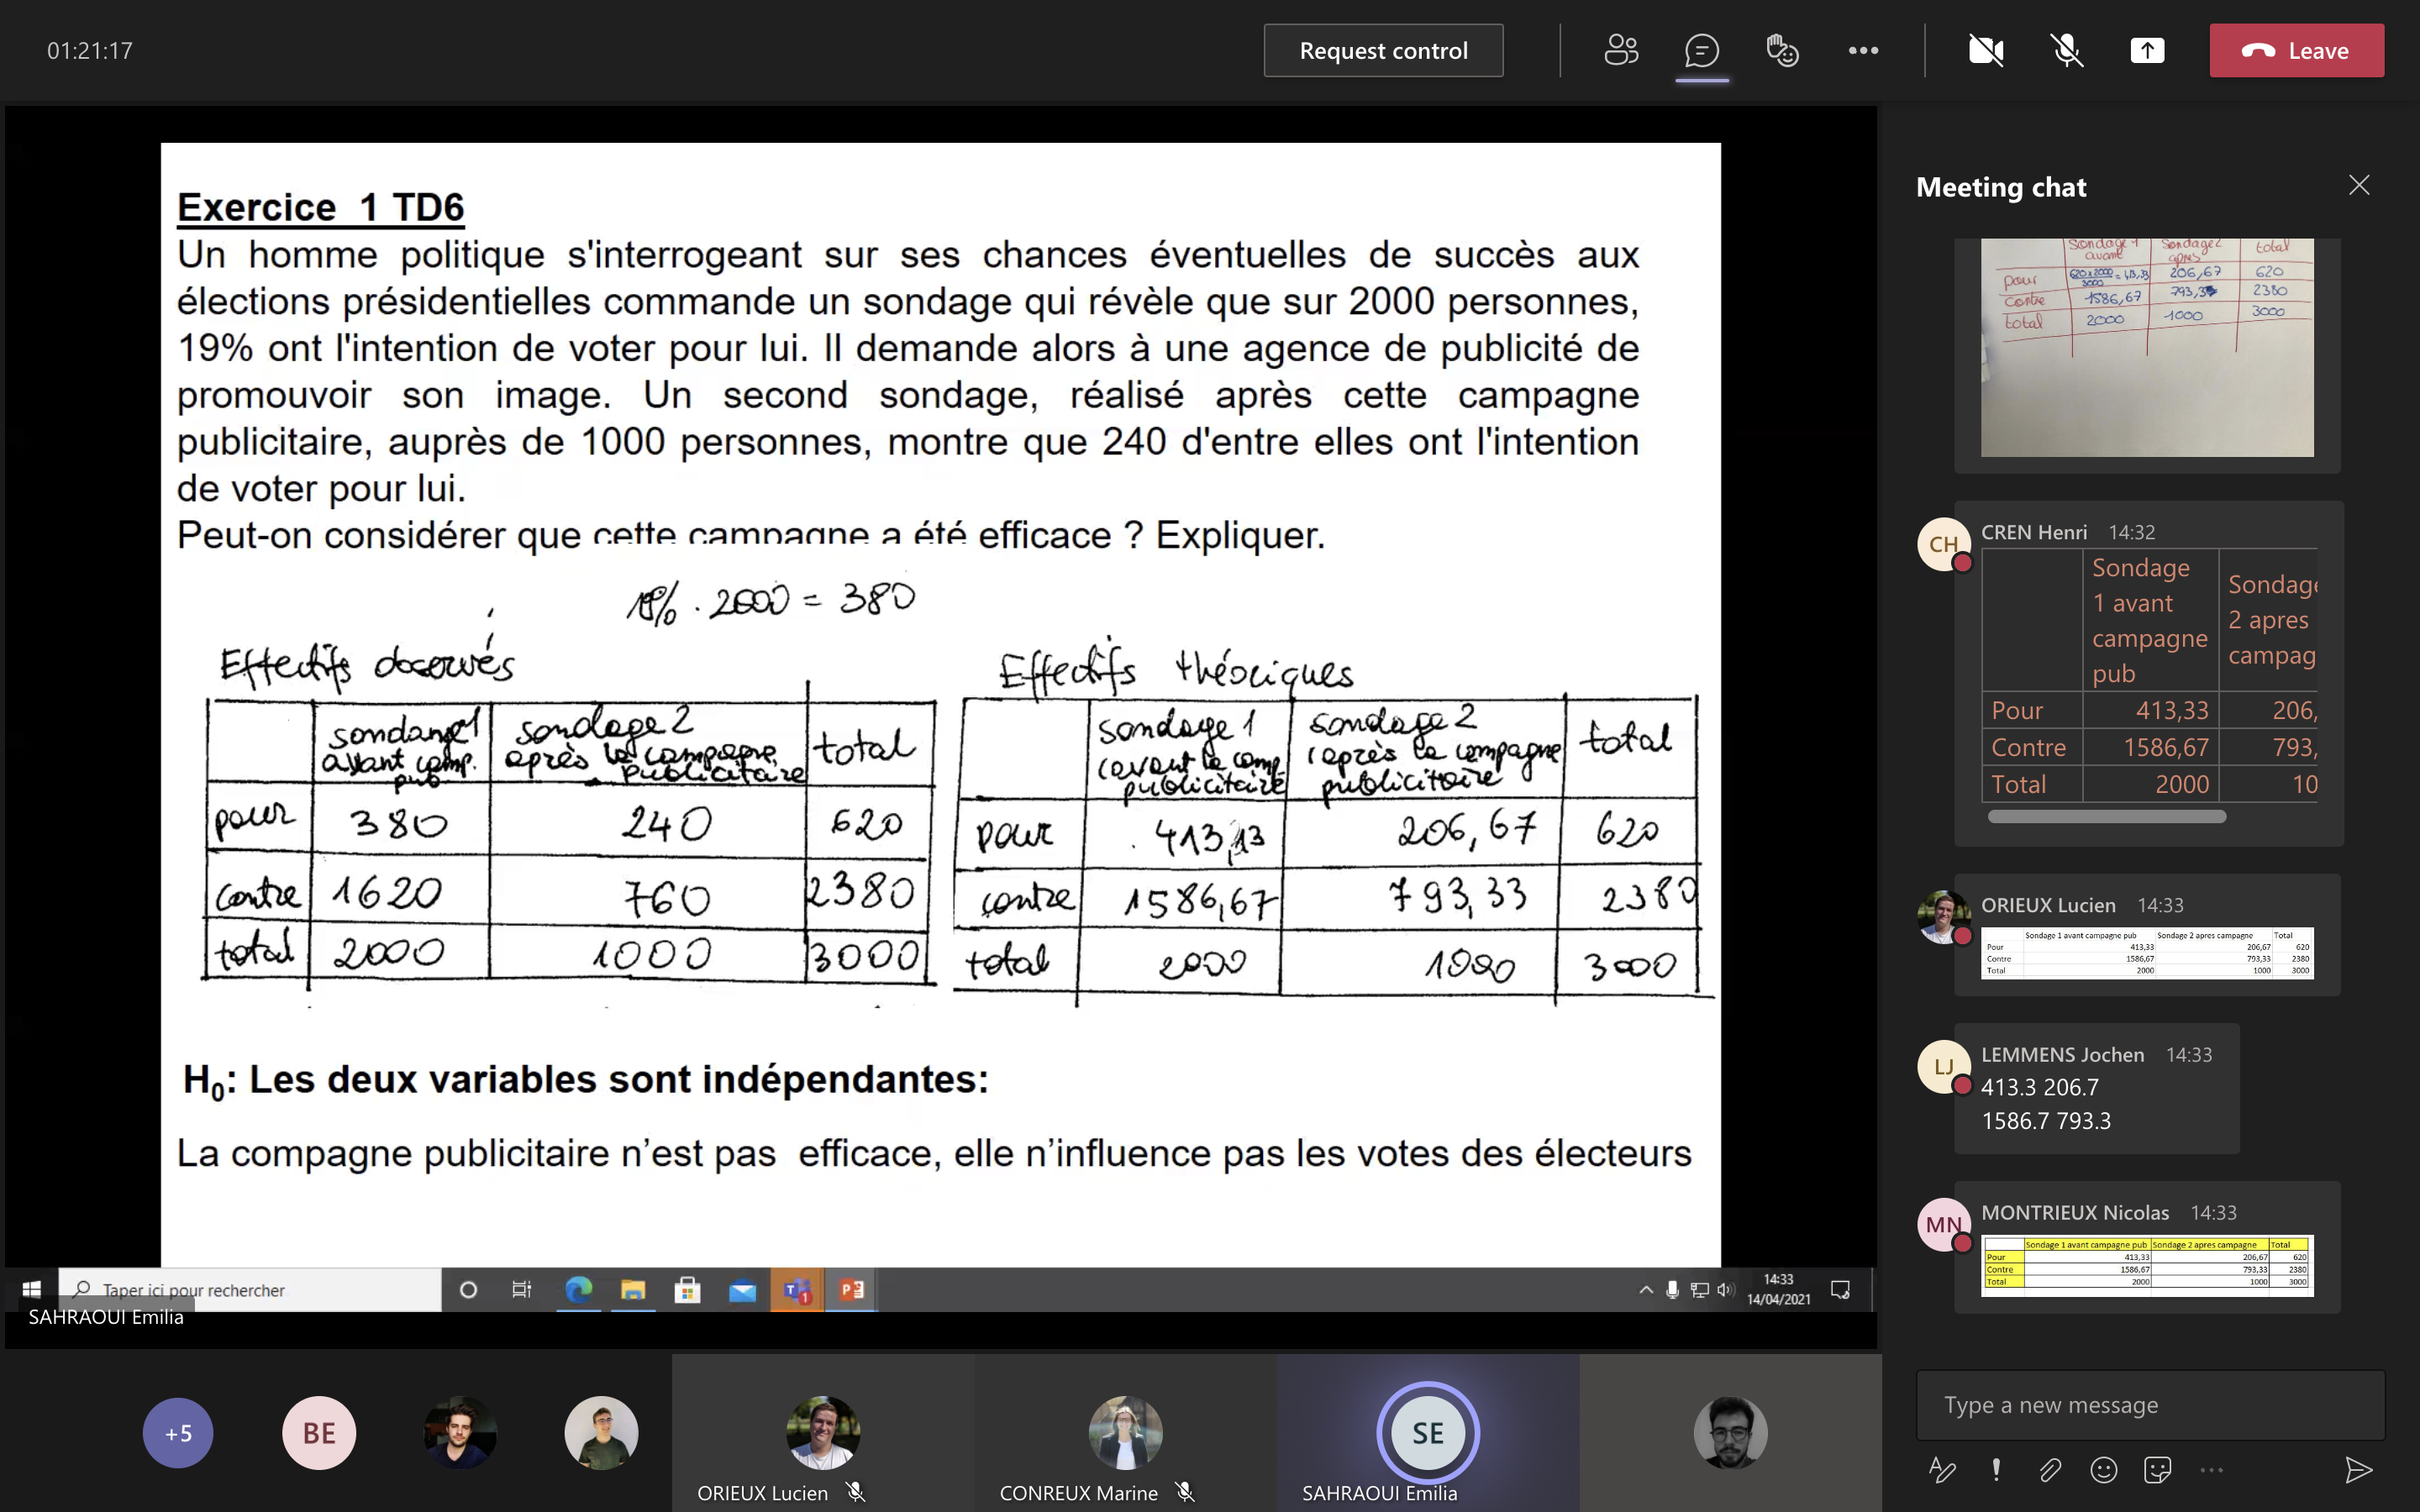 01:21:17
Request control
Leave
Exercice 1 TD6
Un homme politique s'interrogeant sur ses chances éventuelles de succès aux
élections présidentielles commande un sondage qui révèle que sur 2000 personnes,
19% ont l'intention de voter pour lui. Il demande alors à une agence de publicité de
promouvoir son image. Un second sondage, réalisé après cette campagne
publicitaire, auprès de 1000 personnes, montre que 240 d'entre elles ont l'intention
de voter pour lui.
Peut-on considérer que cette campagne a été efficace ? Expliquer.
19% . 2000 = 380
Effectifs observés
sondage1 avant camp. pub
sondage 2 après la campagne publicitaire
total
pour 380 240 620
contre 1620 760 2380
total 2000 1000 3000
Effectifs théoriques
sondage 1 (avant la camp. publicitaire
sondage 2 (après la campagne publicitaire
total
pour 413,13 206,67 620
contre 1586,67 793,33 2380
total 2000 1000 3000
H0: Les deux variables sont indépendantes:
La compagne publicitaire n'est pas efficace, elle n'influence pas les votes des électeurs
Taper ici pour rechercher
14:33
14/04/2021
SAHRAOUI Emilia
Meeting chat
Sondage 1 avant
Sondage2 après
total
pour 620x2000/3000 = 413,33 206,67 620
contre 1586,67 793,3 2380
total 2000 1000 3000
CH
CREN Henri 14:32
Sondage 1 avant campagne pub
Sondage 2 apres campag
Pour 413,33 206,
Contre 1586,67 793,
Total 2000 10
ORIEUX Lucien 14:33
Sondage 1 avant campagne pub Sondage 2 apres campagne Total
Pour 413,33 206,67 620
Contre 1586,67 793,33 2380
Total 2000 1000 3000
LJ
LEMMENS Jochen 14:33
413.3 206.7
1586.7 793.3
MN
MONTRIEUX Nicolas 14:33
Sondage 1 avant campagne pub Sondage 2 apres campagne Total
Pour 413,33 206,67 620
Contre 1586,67 793,33 2380
Total 2000 1000 3000
Type a new message
+5
BE
ORIEUX Lucien
CONREUX Marine
SE
SAHRAOUI Emilia